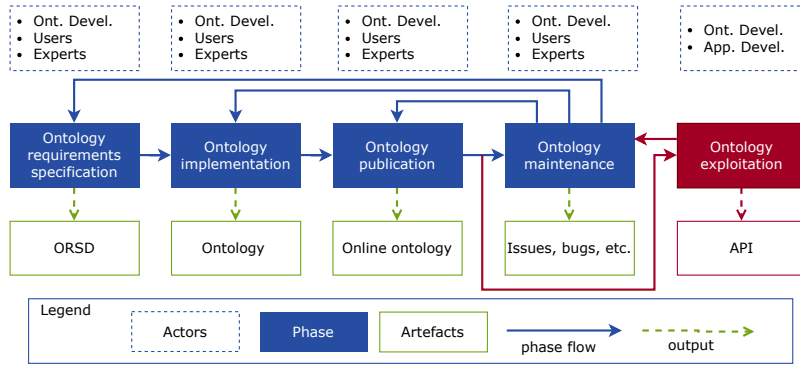 • Ont. Devel.
• Users
• Experts
• Ont. Devel.
• Users
• Experts
• Ont. Devel.
• Users
• Experts
• Ont. Devel.
• Users
• Experts
• Ont. Devel.
• App. Devel.
Ontology
requirements
specification
Ontology
implementation
Ontology
publication
Ontology
maintenance
Ontology
exploitation
ORSD
Ontology
Online ontology
Issues, bugs, etc.
API
Legend
Actors
Phase
Artefacts
phase flow
output